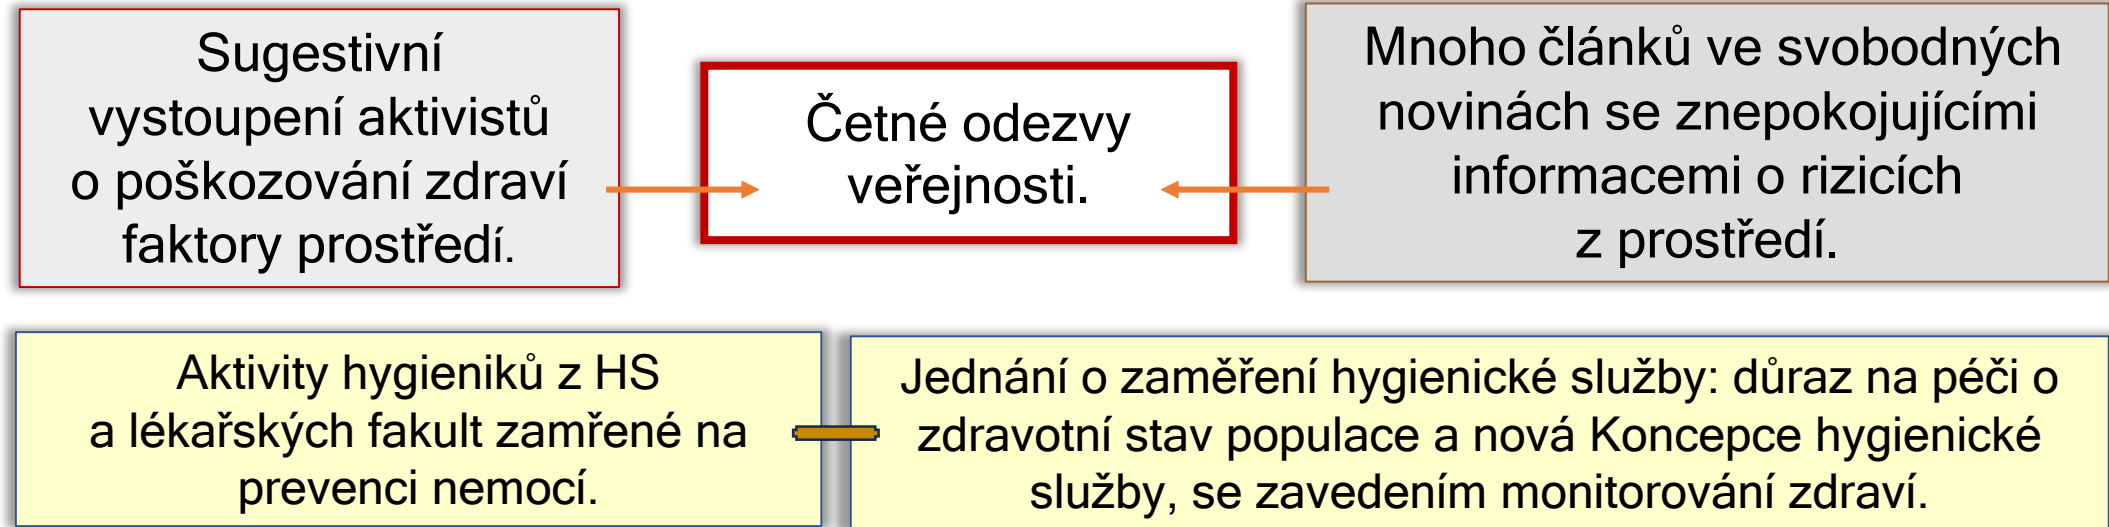 Sugestivní
vystoupení aktivistů
o poškozování zdraví
faktory prostředí.
Četné odezvy
veřejnosti.
Mnoho článků ve svobodných
novinách se znepokojujícími
informacemi o rizicích
z prostředí.
Aktivity hygieniků z HS
a lékařských fakult zamřené na
prevenci nemocí.
Jednání o zaměření hygienické služby: důraz na péči o
zdravotní stav populace a nová Koncepce hygienické
služby, se zavedením monitorování zdraví.